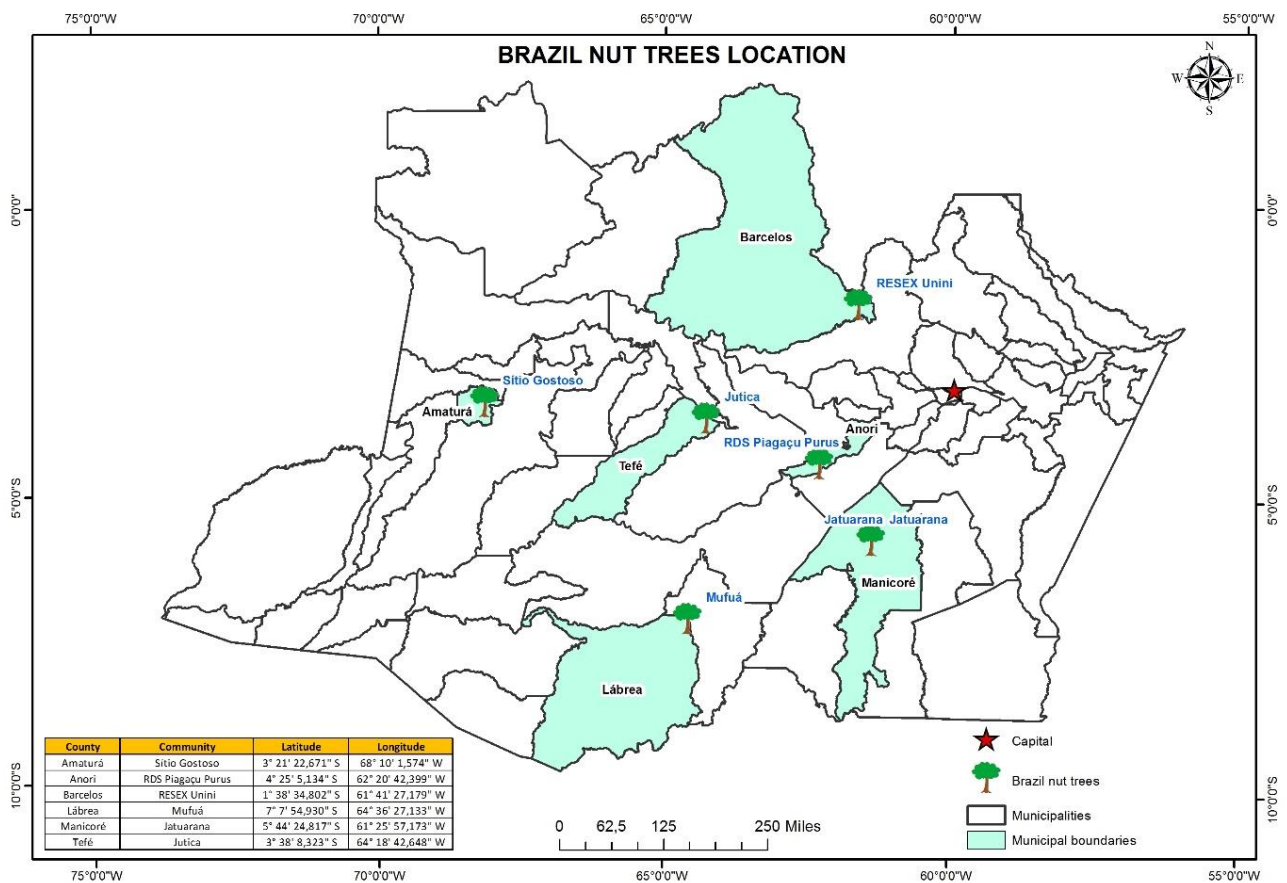 75°0'0"W 70°0'0"W 65°0'0"W 60°0'0"W 55°0'0"W
BRAZIL NUT TREES LOCATION
N
W E
S
0°0'0" 0°0'0"
Barcelos
RESEX Unini
Sítio Gostoso
Amaturá
Jutica
Anori
RDS Piagaçu Purus
Tefé
5°0'0"S 5°0'0"S
Jatuarana Jatuarana
Manicoré
Mufuá
Lábrea
10°0'0"S 10°0'0"S
County Community Latitude Longitude
Amaturá Sítio Gostoso 3° 21' 22,671" S 68° 10' 1,574" W
Anori RDS Piagaçu Purus 4° 25' 5,134" S 62° 20' 42,399" W
Barcelos RESEX Unini 1° 38' 34,802" S 61° 41' 27,179" W
Lábrea Mufuá 7° 7' 54,930" S 64° 36' 27,133" W
Manicoré Jatuarana 5° 44' 24,817" S 61° 25' 57,173" W
Tefé Jutica 3° 38' 8,323" S 64° 18' 42,648" W
0 62,5 125 250 Miles
Capital
Brazil nut trees
Municipalities
Municipal boundaries
75°0'0"W 70°0'0"W 65°0'0"W 60°0'0"W 55°0'0"W